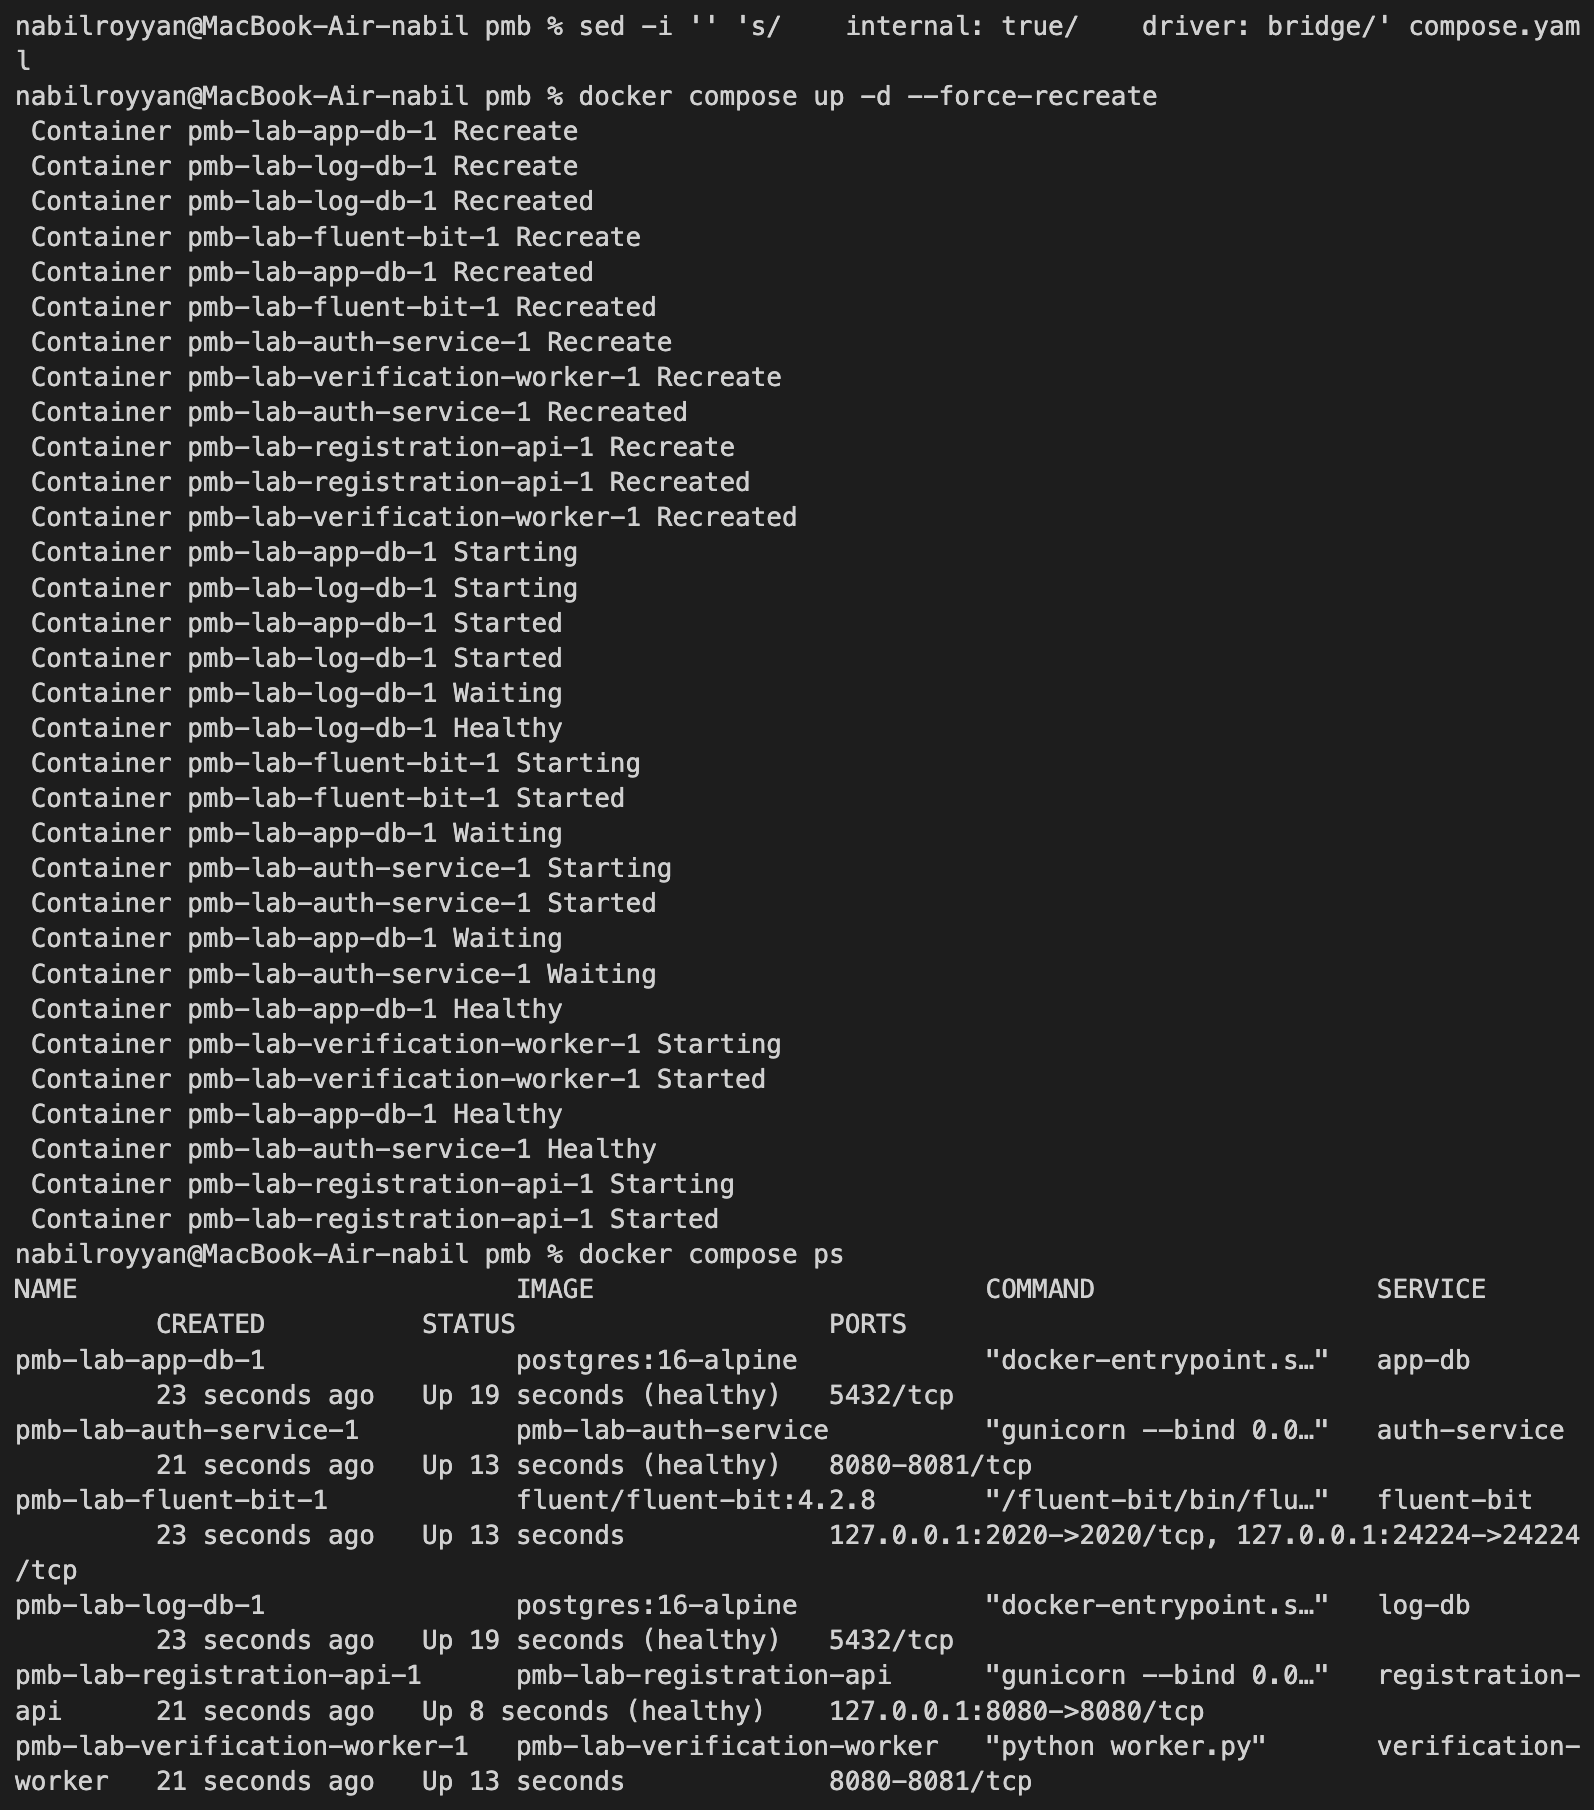 nabilroyyan@MacBook-Air-nabil pmb % sed -i '' 's/    internal: true/    driver: bridge/' compose.yam
l
nabilroyyan@MacBook-Air-nabil pmb % docker compose up -d --force-recreate
 Container pmb-lab-app-db-1 Recreate
 Container pmb-lab-log-db-1 Recreate
 Container pmb-lab-log-db-1 Recreated
 Container pmb-lab-fluent-bit-1 Recreate
 Container pmb-lab-app-db-1 Recreated
 Container pmb-lab-fluent-bit-1 Recreated
 Container pmb-lab-auth-service-1 Recreate
 Container pmb-lab-verification-worker-1 Recreate
 Container pmb-lab-auth-service-1 Recreated
 Container pmb-lab-registration-api-1 Recreate
 Container pmb-lab-registration-api-1 Recreated
 Container pmb-lab-verification-worker-1 Recreated
 Container pmb-lab-app-db-1 Starting
 Container pmb-lab-log-db-1 Starting
 Container pmb-lab-app-db-1 Started
 Container pmb-lab-log-db-1 Started
 Container pmb-lab-log-db-1 Waiting
 Container pmb-lab-log-db-1 Healthy
 Container pmb-lab-fluent-bit-1 Starting
 Container pmb-lab-fluent-bit-1 Started
 Container pmb-lab-app-db-1 Waiting
 Container pmb-lab-auth-service-1 Starting
 Container pmb-lab-auth-service-1 Started
 Container pmb-lab-app-db-1 Waiting
 Container pmb-lab-auth-service-1 Waiting
 Container pmb-lab-app-db-1 Healthy
 Container pmb-lab-verification-worker-1 Starting
 Container pmb-lab-verification-worker-1 Started
 Container pmb-lab-app-db-1 Healthy
 Container pmb-lab-auth-service-1 Healthy
 Container pmb-lab-registration-api-1 Starting
 Container pmb-lab-registration-api-1 Started
nabilroyyan@MacBook-Air-nabil pmb % docker compose ps
NAME                            IMAGE                         COMMAND                  SERVICE
         CREATED          STATUS                    PORTS
pmb-lab-app-db-1                postgres:16-alpine            "docker-entrypoint.s…"   app-db
         23 seconds ago   Up 19 seconds (healthy)   5432/tcp
pmb-lab-auth-service-1          pmb-lab-auth-service          "gunicorn --bind 0.0…"   auth-service
         21 seconds ago   Up 13 seconds (healthy)   8080-8081/tcp
pmb-lab-fluent-bit-1            fluent/fluent-bit:4.2.8       "/fluent-bit/bin/flu…"   fluent-bit
         23 seconds ago   Up 13 seconds             127.0.0.1:2020->2020/tcp, 127.0.0.1:24224->24224
/tcp
pmb-lab-log-db-1                postgres:16-alpine            "docker-entrypoint.s…"   log-db
         23 seconds ago   Up 19 seconds (healthy)   5432/tcp
pmb-lab-registration-api-1      pmb-lab-registration-api      "gunicorn --bind 0.0…"   registration-
api      21 seconds ago   Up 8 seconds (healthy)    127.0.0.1:8080->8080/tcp
pmb-lab-verification-worker-1   pmb-lab-verification-worker   "python worker.py"       verification-
worker   21 seconds ago   Up 13 seconds             8080-8081/tcp